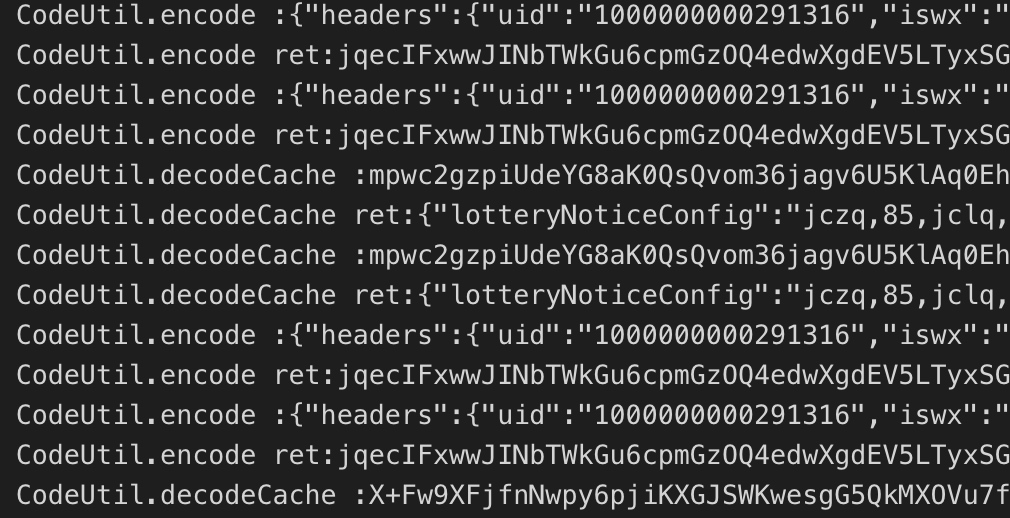 CodeUtil.encode :{"headers":{"uid":"1000000000291316","iswx":"
CodeUtil.encode ret:jqecIFxwwJINbTWkGu6cpmGzOQ4edwXgdEV5LTyxSG
CodeUtil.encode :{"headers":{"uid":"1000000000291316","iswx":"
CodeUtil.encode ret:jqecIFxwwJINbTWkGu6cpmGzOQ4edwXgdEV5LTyxSG
CodeUtil.decodeCache :mpwc2gzpiUdeYG8aK0QsQvom36jagv6U5KlAq0Eh
CodeUtil.decodeCache ret:{"lotteryNoticeConfig":"jczq,85,jclq,
CodeUtil.decodeCache :mpwc2gzpiUdeYG8aK0QsQvom36jagv6U5KlAq0Eh
CodeUtil.decodeCache ret:{"lotteryNoticeConfig":"jczq,85,jclq,
CodeUtil.encode :{"headers":{"uid":"1000000000291316","iswx":"
CodeUtil.encode ret:jqecIFxwwJINbTWkGu6cpmGzOQ4edwXgdEV5LTyxSG
CodeUtil.encode :{"headers":{"uid":"1000000000291316","iswx":"
CodeUtil.encode ret:jqecIFxwwJINbTWkGu6cpmGzOQ4edwXgdEV5LTyxSG
CodeUtil.decodeCache :X+Fw9XFjfnNwpy6pjiKXGJSWKwesgG5QkMXOVu7f